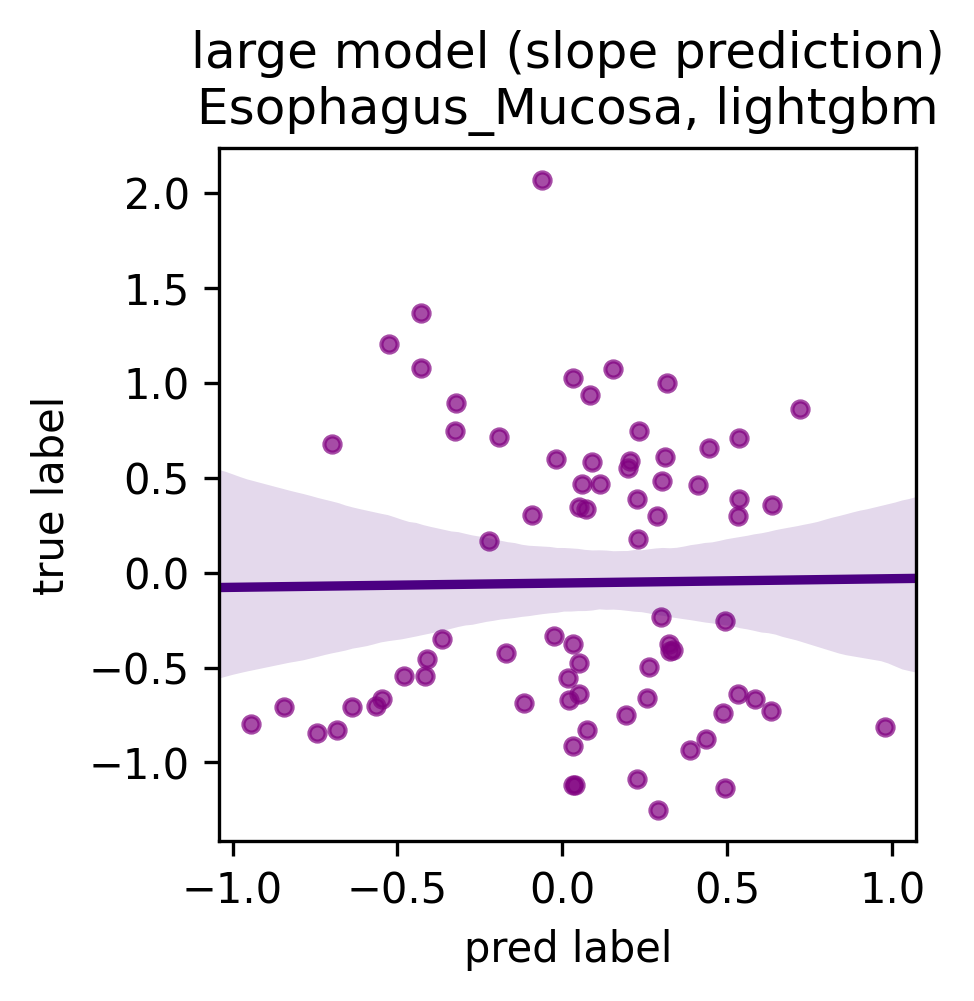 large model (slope prediction)
Esophagus_Mucosa, lightgbm
2.0
1.5
1.0
0.5
0.0
−0.5
−1.0
true label
−1.0 −0.5 0.0 0.5 1.0
pred label